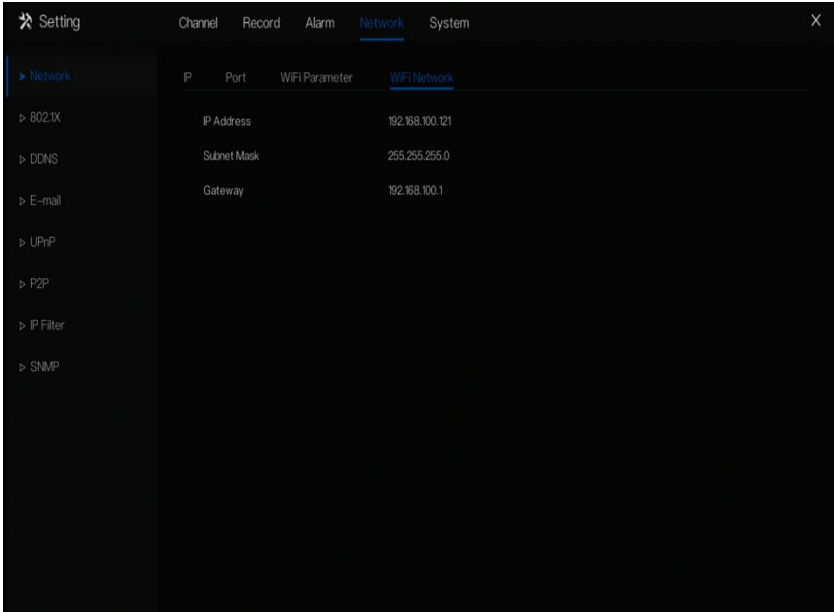 Setting Channel Record Alarm Network System X
Network
IP Port WiFi Parameter WiFi Network
802.1X
IP Address 192.168.100.121
DDNS
Subnet Mask 255.255.255.0
E-mail
Gateway 192.168.100.1
UPnP
P2P
IP Filter
SNMP